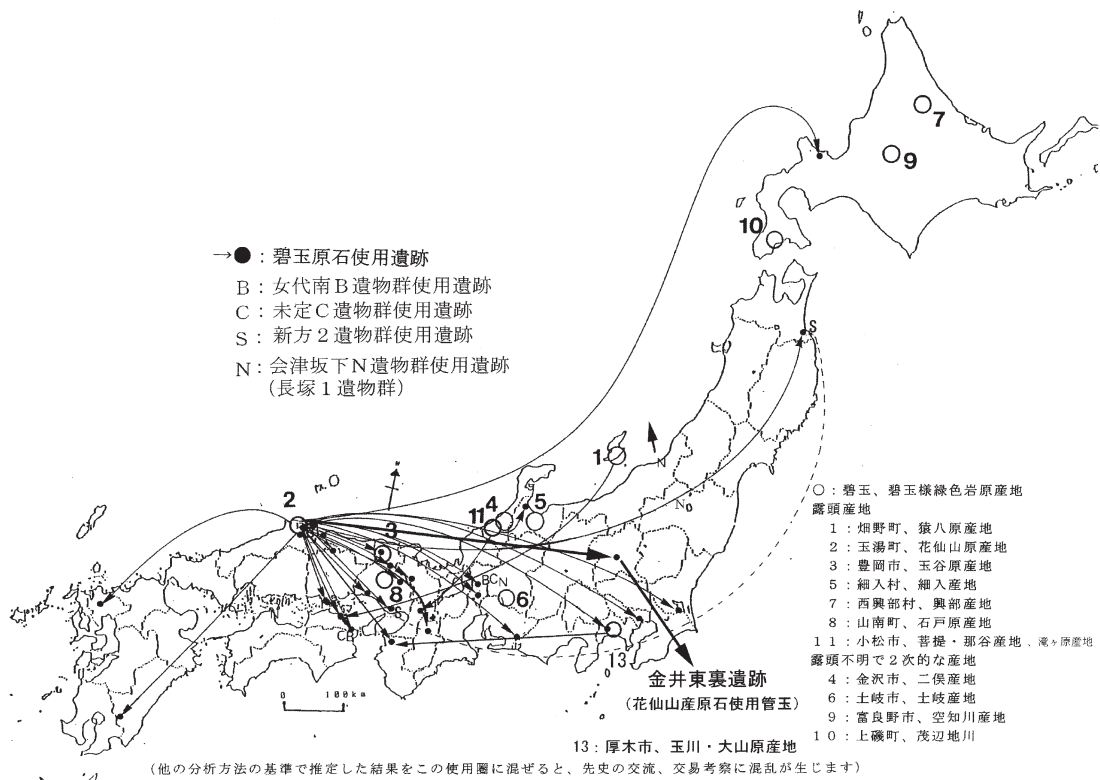 7
9
10
→●：碧玉原石使用遺跡
B：女代南B遺物群使用遺跡
C：未定C遺物群使用遺跡
S：新方２遺物群使用遺跡
N：会津坂下N遺物群使用遺跡
（長塚１遺物群）
S
1
N
N
2
3
4
11
5
8
BCN
6
13
0 100km
金井東裏遺跡
（花仙山産原石使用管玉）
○：碧玉、碧玉様緑色岩原産地
露頭産地
1：畑野町、猿八原産地
2：玉湯町、花仙山原産地
3：豊岡市、玉谷原産地
5：細入村、細入産地
7：西興部村、興部産地
8：山南町、石戸原産地
11：小松市、菩提・那谷産地、滝ヶ原産地
露頭不明で２次的な産地
4：金沢市、二俣産地
6：土岐市、土岐産地
9：富良野市、空知川産地
10：上磯町、茂辺地川
13：厚木市、玉川・大山原産地
（他の分析方法の基準で推定した結果をこの使用圏に混ぜると、先史の交流、交易考察に混乱が生じます）